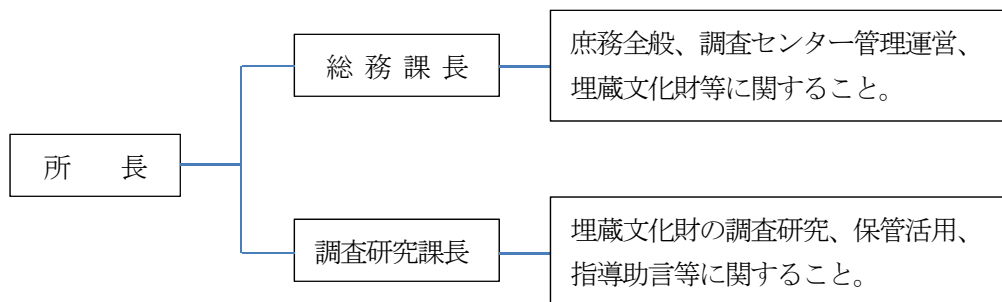 所長
総務課長
庶務全般、調査センター管理運営、
埋蔵文化財等に関すること。
調査研究課長
埋蔵文化財の調査研究、保管活用、
指導助言等に関すること。